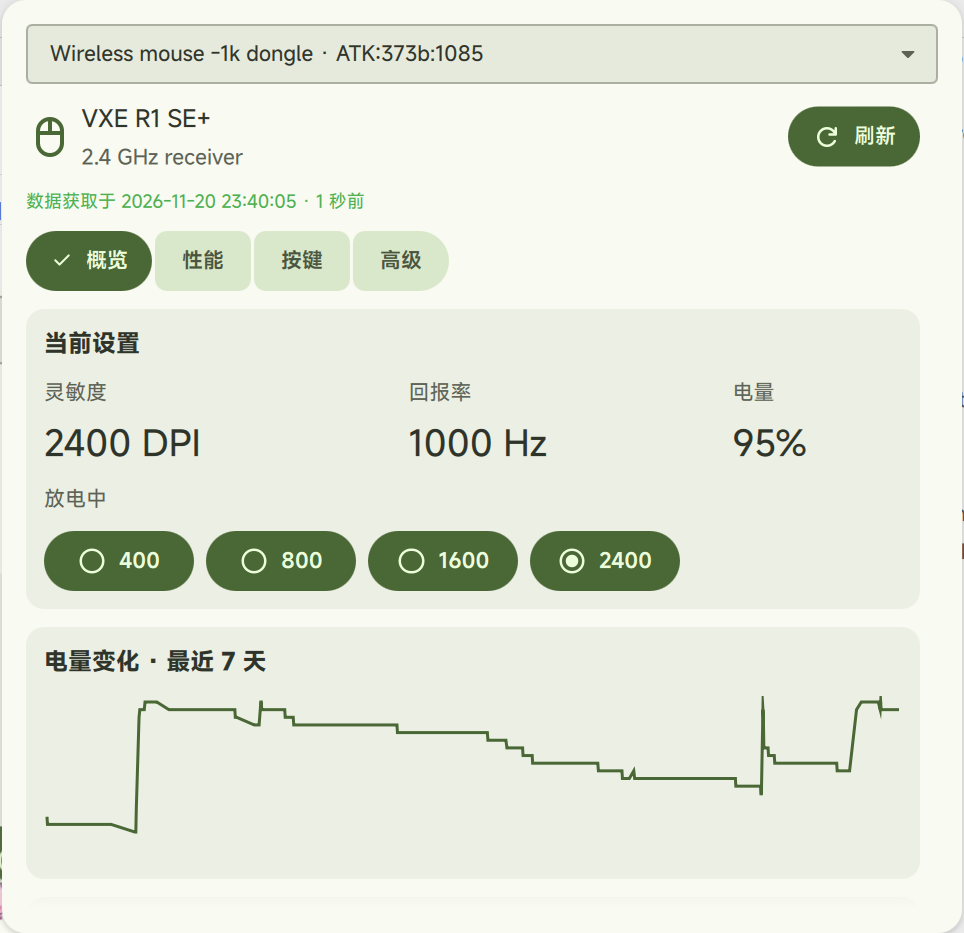 Wireless mouse -1k dongle · ATK:373b:1085
VXE R1 SE+
2.4 GHz receiver
刷新
数据获取于 2026-11-20 23:40:05 · 1 秒前
概览 性能 按键 高级
当前设置
灵敏度 回报率 电量
2400 DPI 1000 Hz 95%
放电中
400 800 1600 2400
电量变化 · 最近 7 天